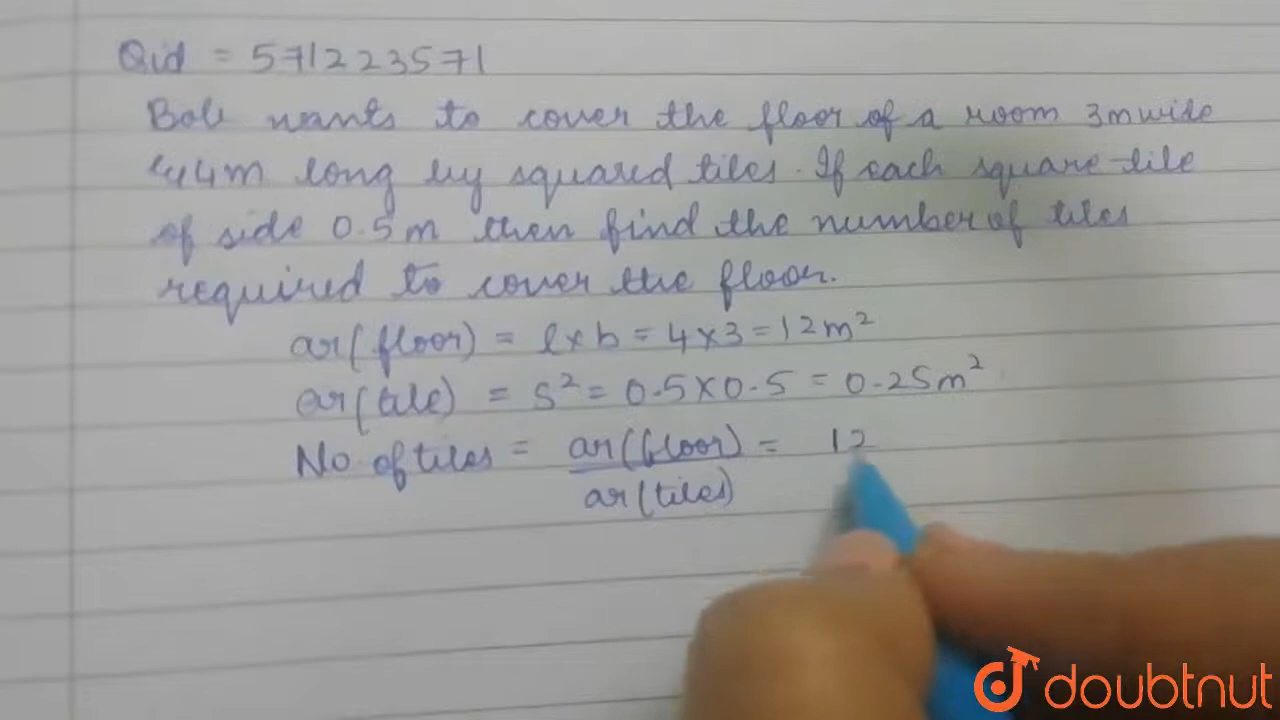 Qid = 571223571
Bob wants to cover the floor of a room 3m wide
& 4m long by squared tiles. If each square tile
of side 0.5m then find the number of tiles
required to cover the floor.
ar(floor) = l×b = 4×3 = 12m²
ar(tile) = s² = 0.5×0.5 = 0.25m²
No of tiles = ar(floor) = 12
ar(tiles)
doubtnut